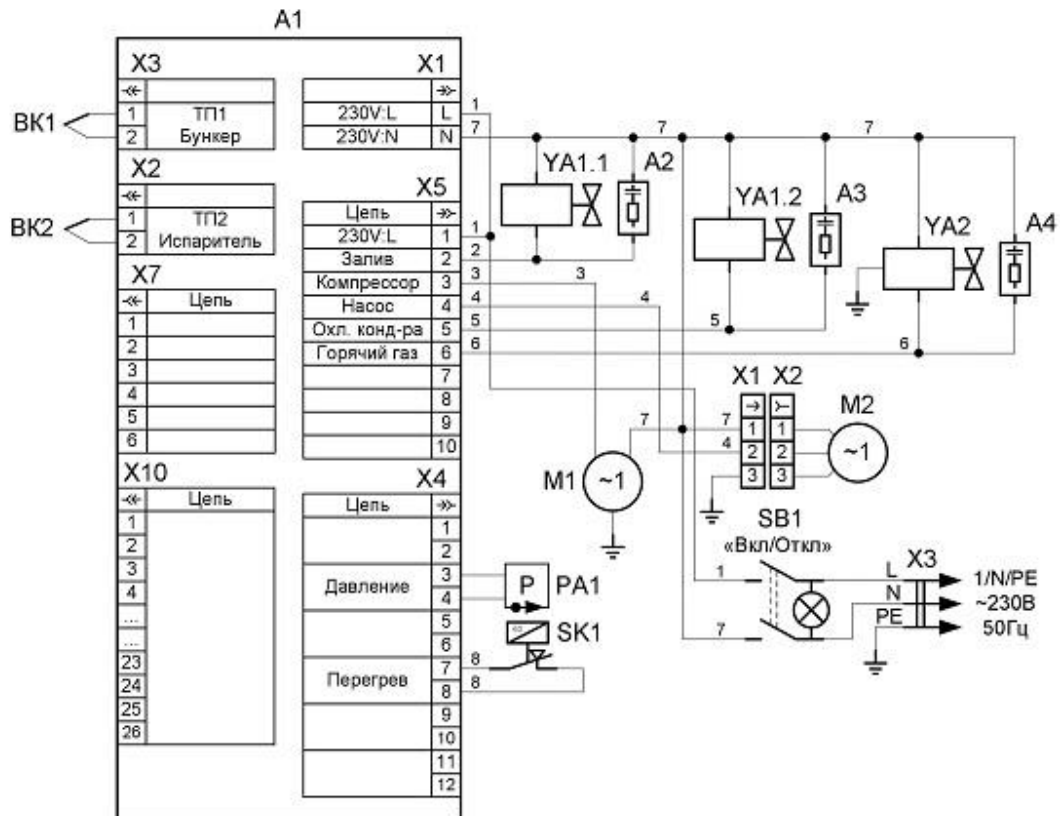 A1
X3
X1
1
ТП1
230V:L
L
1
BK1
2
Бункер
230V:N
N
7
7
7
X2
X5
YA1.1
A2
YA1.2
A3
YA2
A4
1
ТП2
Цепь
BK2
2
Испаритель
230V:L
1
1
Залив
2
2
X7
Компрессор
3
3
3
Цепь
Насос
4
4
4
1
Охл. конд-ра
5
5
5
2
Горячий газ
6
6
6
3
7
4
8
5
9
6
10
X1 X2
M2
7
7
1
1
4
2
2
~1
3
3
M1
~1
X10
X4
Цепь
Цепь
1
1
2
2
3
3
4
Давление
4
P
PA1
...
5
...
6
SK1
23
7
8
24
Перегрев
8
8
25
9
26
10
11
12
SB1
«Вкл/Откл»
X3
1
L
1/N/PE
N
~230В
7
PE
50Гц